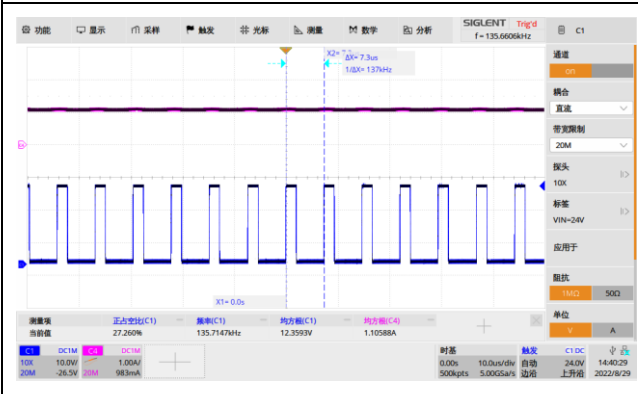 功能 显示 采样 触发 光标 测量 数学 分析 SIGLENT Trig'd
f = 135.6606kHz
C1
X2=
ΔX= 7.3us
1/ΔX= 137kHz
X1= 0.0s
通道
on
耦合
直流
带宽限制
20M
探头
10X
标签
VIN=24V
应用于
阻抗
1MΩ 50Ω
单位
V A
测量项 正占空比(C1) 频率(C1) 均方根(C1) 均方根(C4)
当前值 27.260% 135.7147kHz 12.3593V 1.10588A
C1 DC1M C4 DC1M 时基 触发 C1 DC
10X 10.0V/ 1.00A/ 0.00s 10.0us/div 自动 24.0V 14:40:29
20M -26.5V 20M 983mA 500kpts 5.00GSa/s 边沿 上升沿 2022/8/29